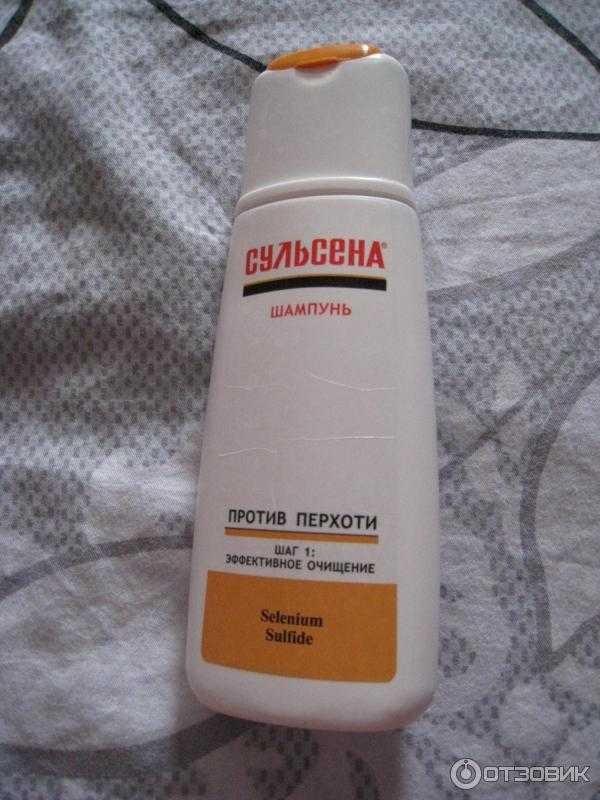 СУЛЬСЕНА®
ШАМПУНЬ
ПРОТИВ ПЕРХОТИ
ШАГ 1:
ЭФФЕКТИВНОЕ ОЧИЩЕНИЕ
Selenium
Sulfide
ОТЗОВИК